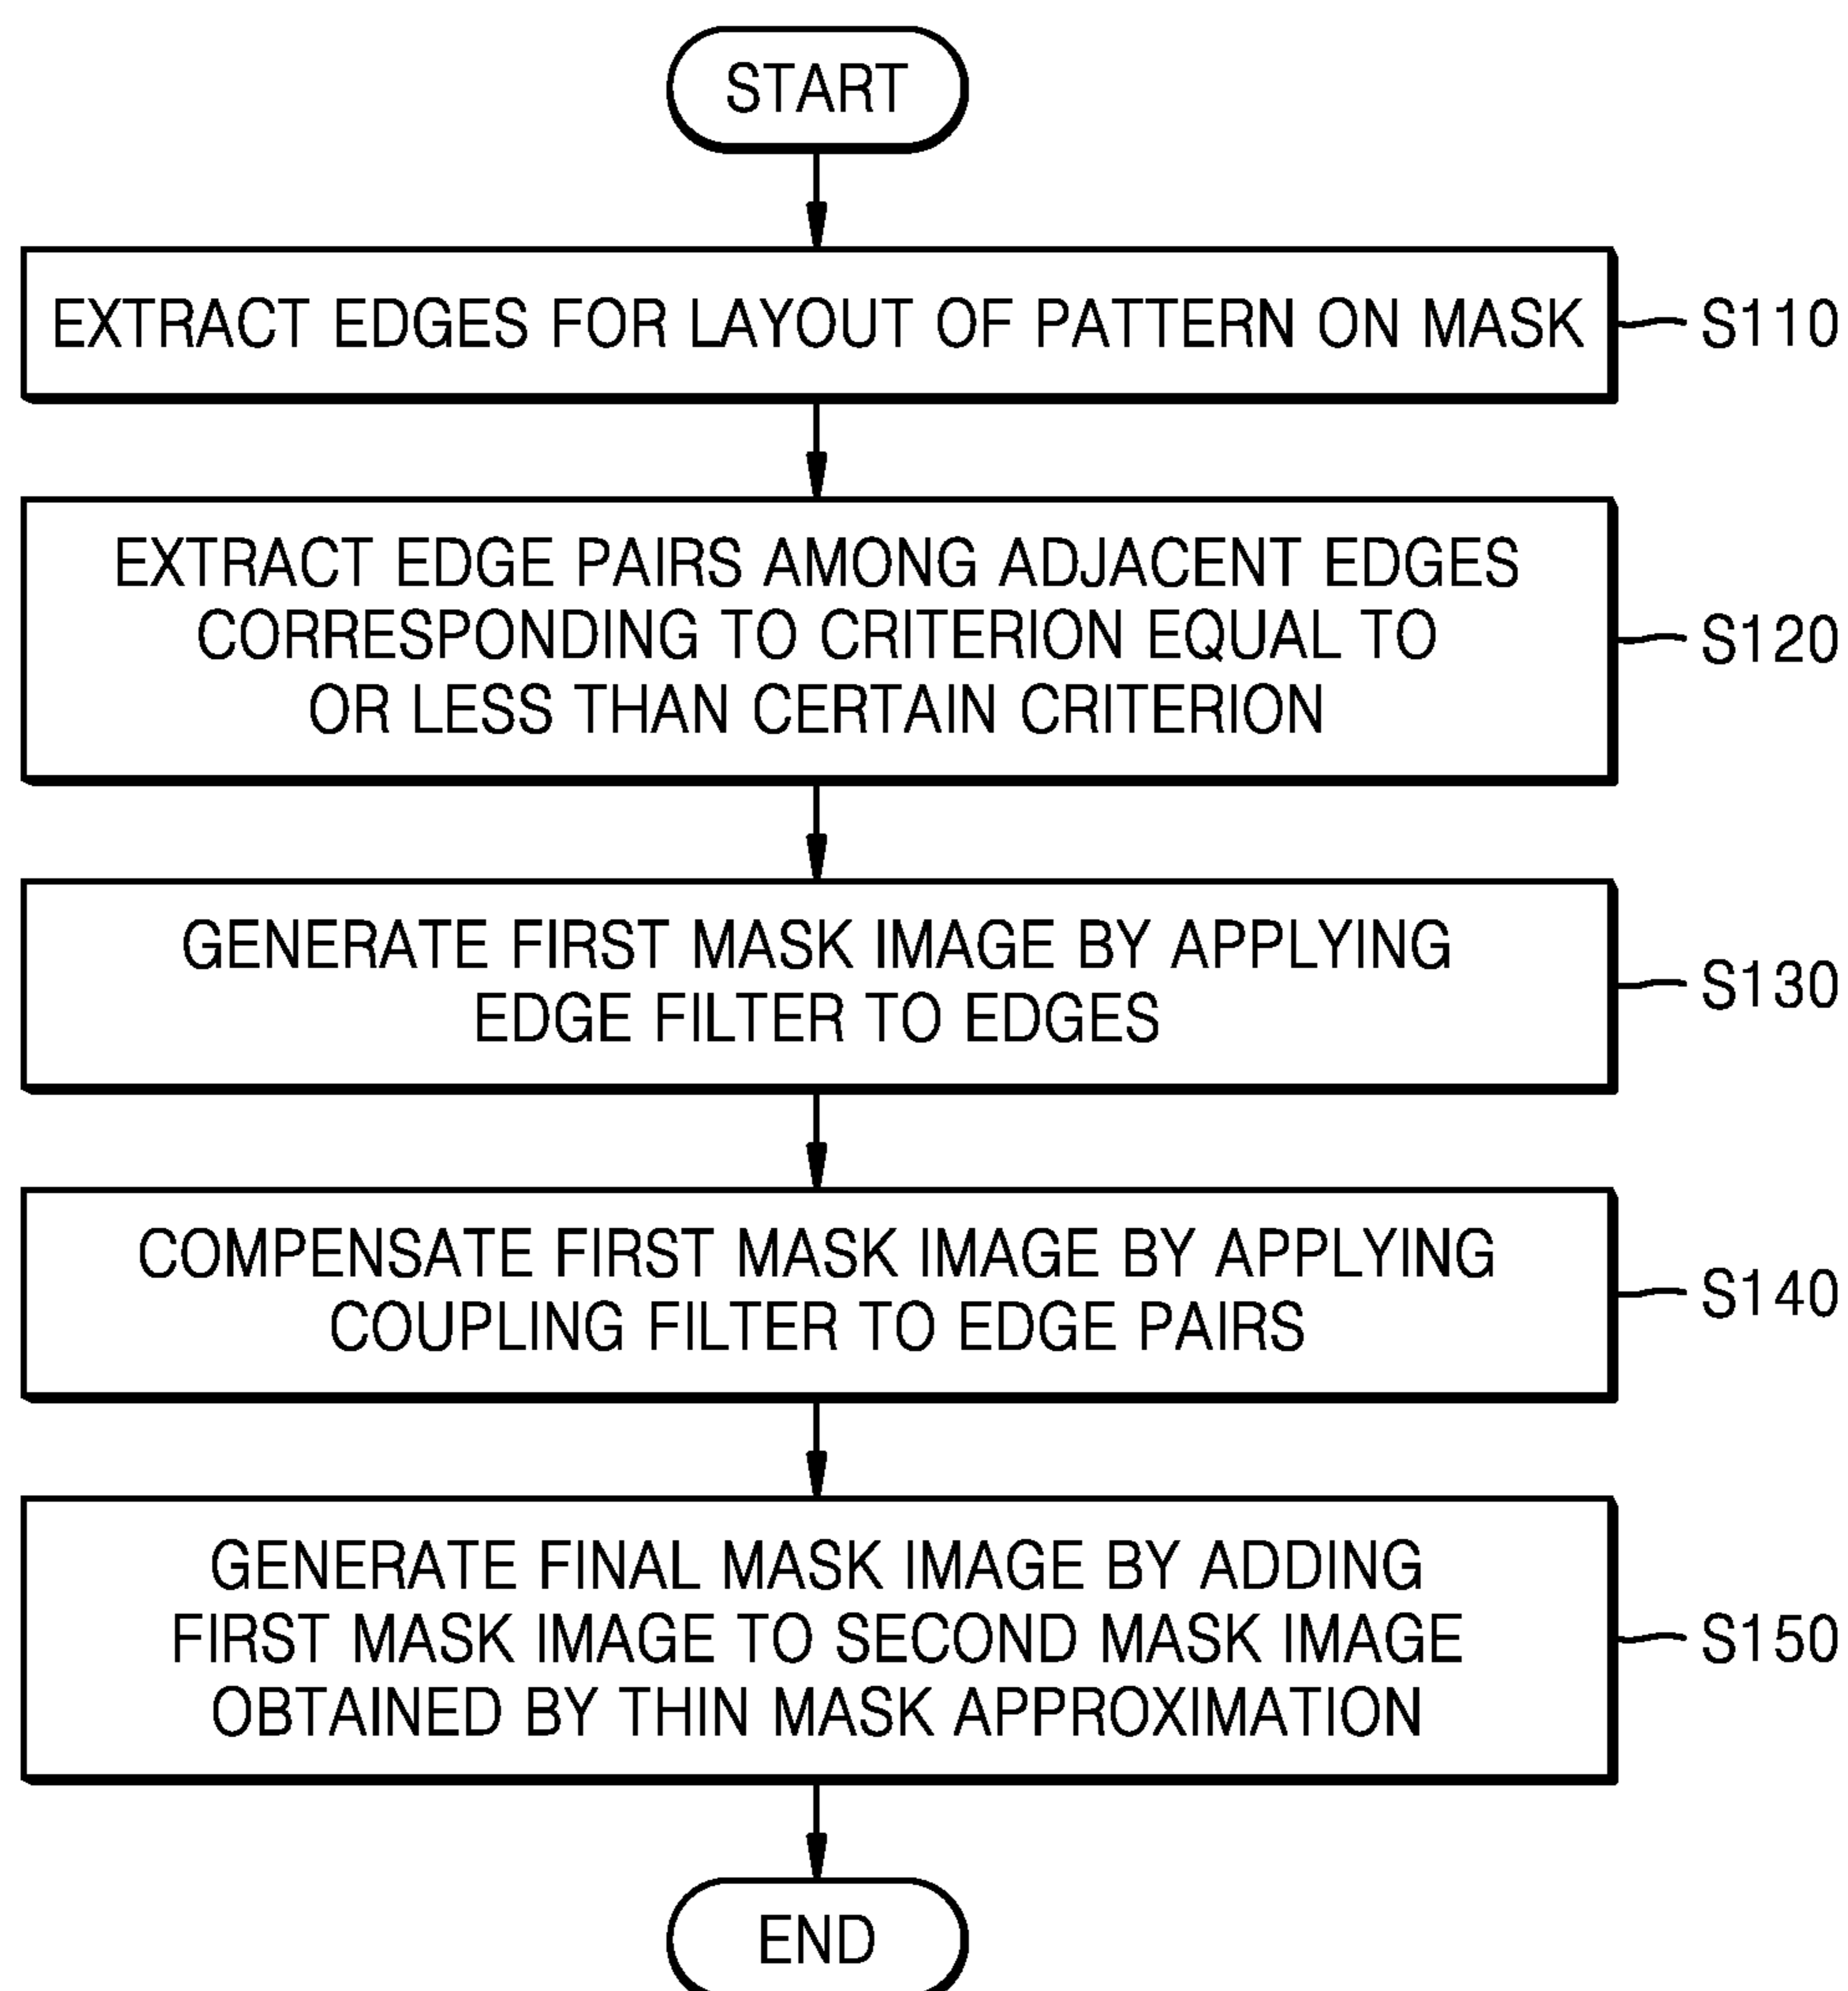 START
EXTRACT EDGES FOR LAYOUT OF PATTERN ON MASK
S110
EXTRACT EDGE PAIRS AMONG ADJACENT EDGES
CORRESPONDING TO CRITERION EQUAL TO
OR LESS THAN CERTAIN CRITERION
S120
GENERATE FIRST MASK IMAGE BY APPLYING
EDGE FILTER TO EDGES
S130
COMPENSATE FIRST MASK IMAGE BY APPLYING
COUPLING FILTER TO EDGE PAIRS
S140
GENERATE FINAL MASK IMAGE BY ADDING
FIRST MASK IMAGE TO SECOND MASK IMAGE
OBTAINED BY THIN MASK APPROXIMATION
S150
END